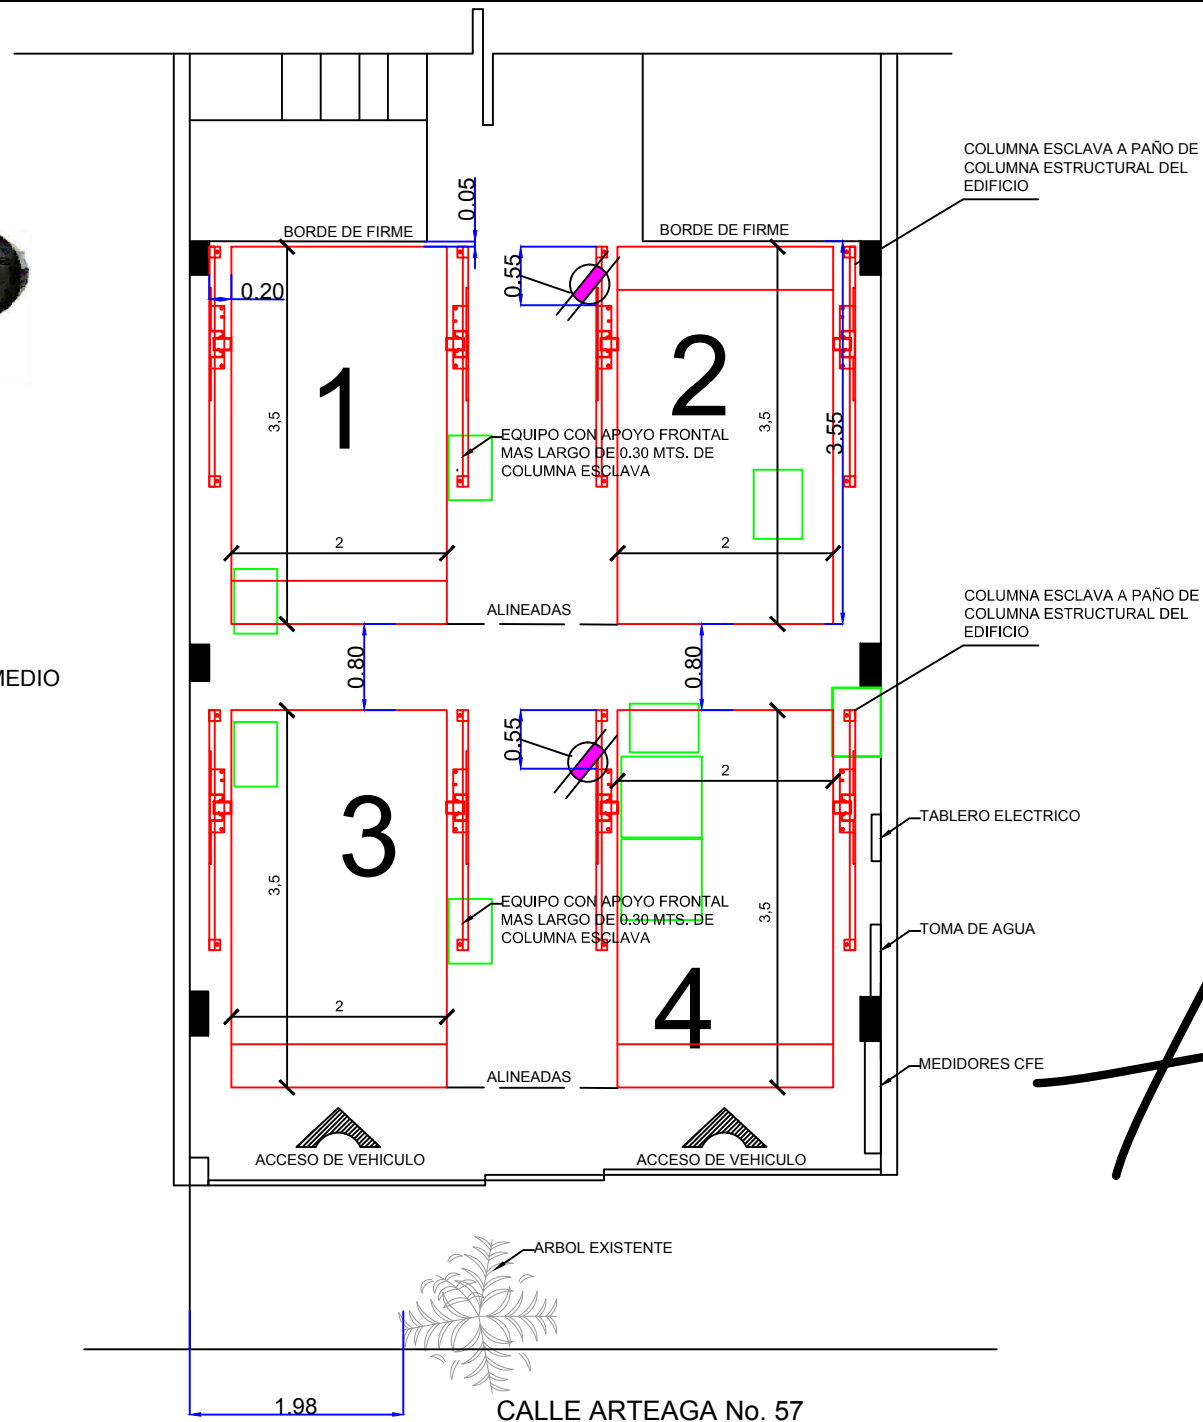 COLUMNA ESCLAVA A PAÑO DE
COLUMNA ESTRUCTURAL DEL
EDIFICIO
0.05
BORDE DE FIRME
BORDE DE FIRME
0.20
0.55
1
2
3,5
3,5
3.55
EQUIPO CON APOYO FRONTAL
MAS LARGO DE 0.30 MTS. DE
COLUMNA ESCLAVA
2
2
ALINEADAS
COLUMNA ESCLAVA A PAÑO DE
COLUMNA ESTRUCTURAL DEL
EDIFICIO
MEDIO
0.80
0.80
0.55
2
3
TABLERO ELECTRICO
3,5
3,5
EQUIPO CON APOYO FRONTAL
MAS LARGO DE 0.30 MTS. DE
COLUMNA ESCLAVA
TOMA DE AGUA
4
2
MEDIDORES CFE
ALINEADAS
ACCESO DE VEHICULO
ACCESO DE VEHICULO
ARBOL EXISTENTE
1.98
CALLE ARTEAGA No. 57